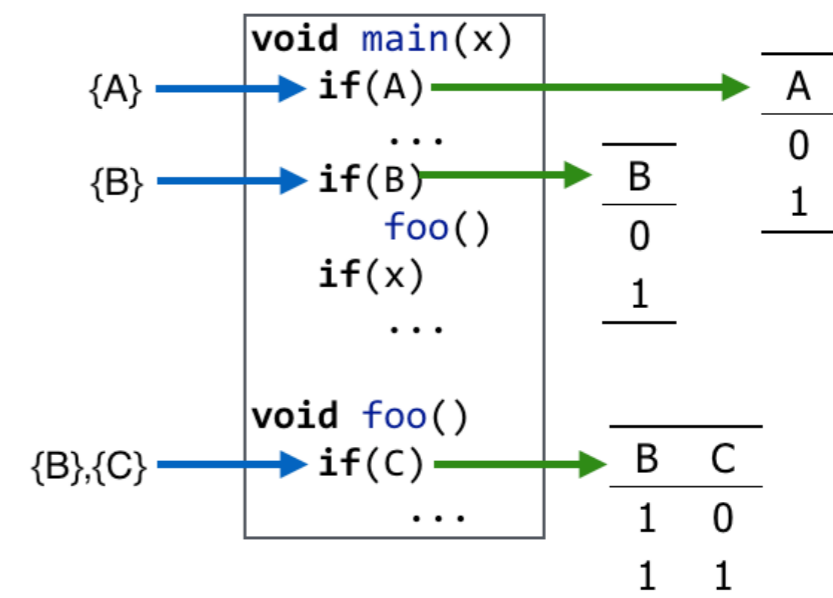 void main(x)
{A} if(A) A
... 0
{B} if(B) B 1
foo() 0
if(x) 1
...
void foo()
{B},{C} if(C) B C
... 1 0
1 1